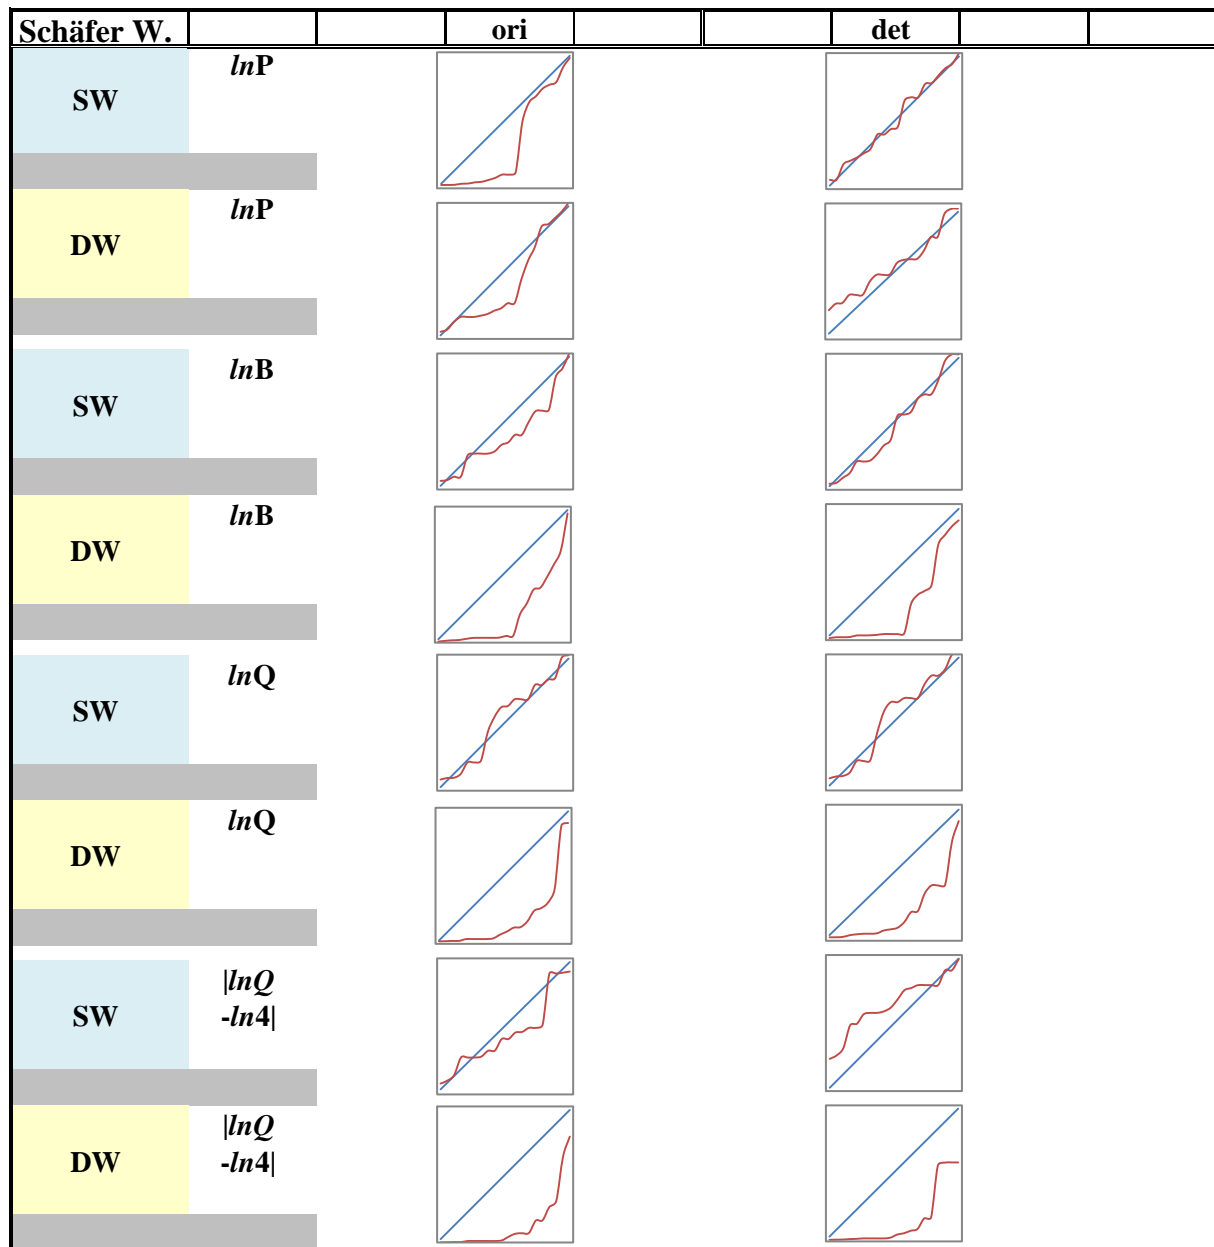 Schäfer W. ori det
lnP
SW
lnP
DW
lnB
SW
lnB
DW
lnQ
SW
lnQ
DW
|lnQ
SW -ln4|
|lnQ
DW -ln4|